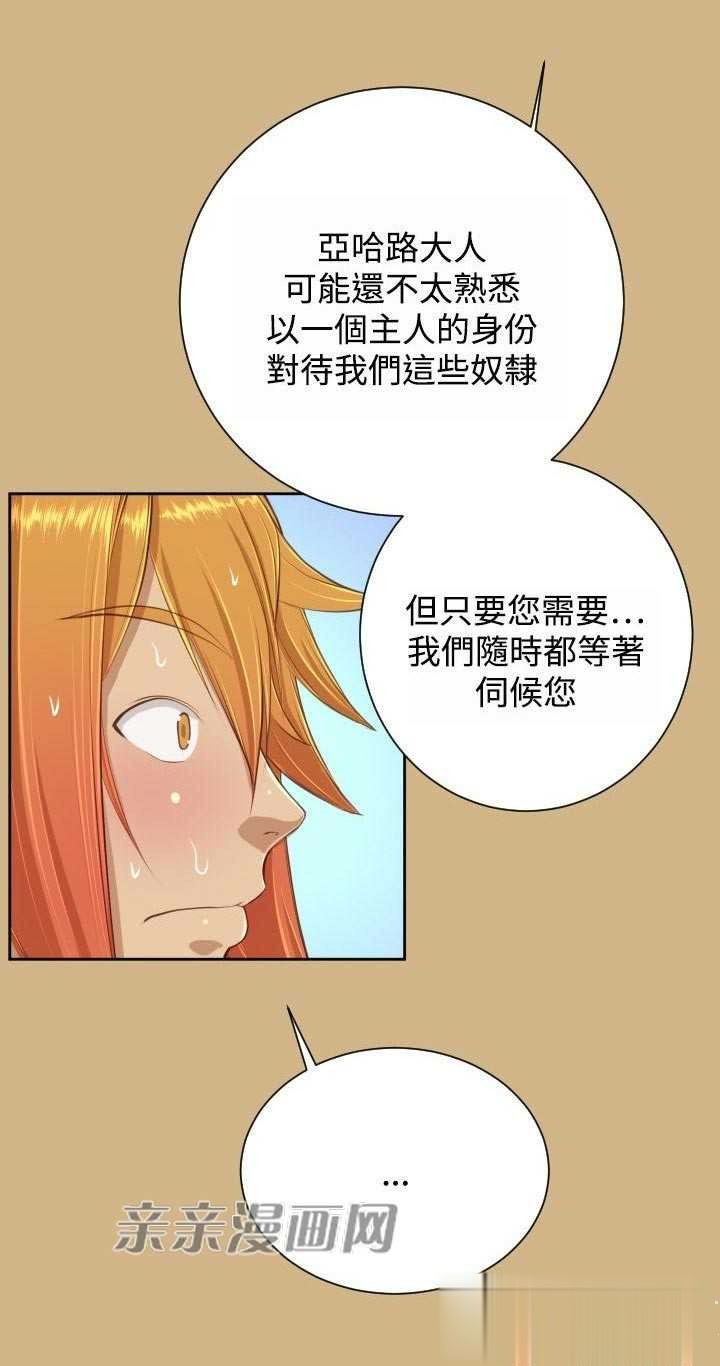 亞哈路大人
可能還不太熟悉
以一個主人的身份
對待我們這些奴隸
但只要您需要...
我們隨時都等著
伺候您
...
亲亲漫画网